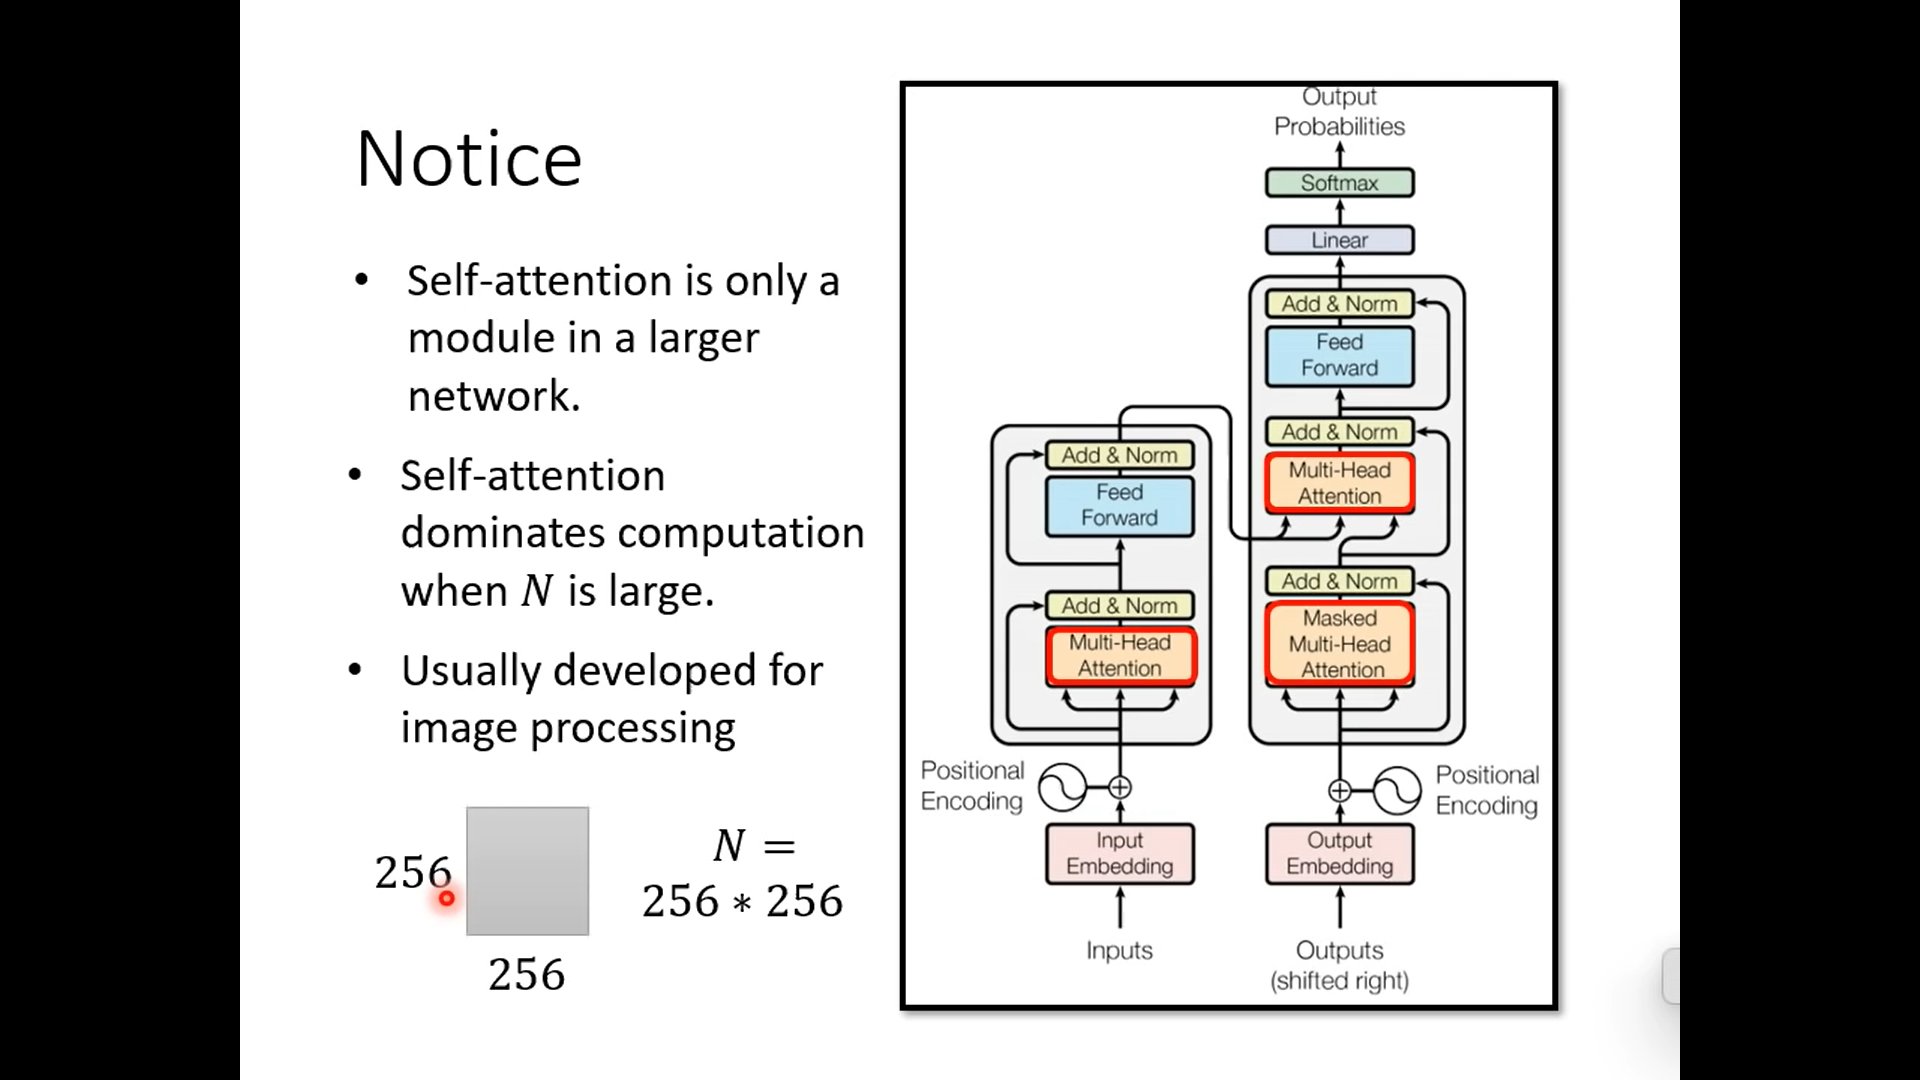 Notice
• Self-attention is only a
module in a larger
network.
• Self-attention
dominates computation
when N is large.
• Usually developed for
image processing
256
256
N =
256 * 256
Output
Probabilities
Softmax
Linear
Add & Norm
Feed
Forward
Add & Norm
Multi-Head
Attention
Add & Norm
Masked
Multi-Head
Attention
Add & Norm
Feed
Forward
Add & Norm
Multi-Head
Attention
Positional
Encoding
Positional
Encoding
Input
Embedding
Output
Embedding
Inputs
Outputs
(shifted right)